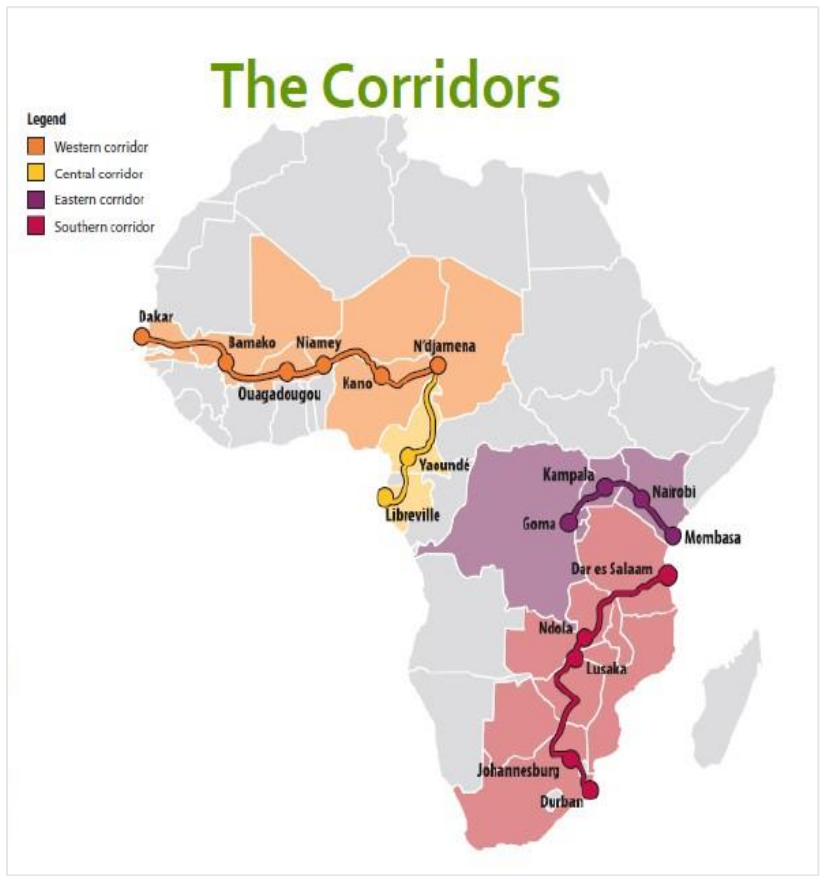 The Corridors
Legend
Western corridor
Central corridor
Eastern corridor
Southern corridor
Dakar
Bamako
Niamey
N'djamena
Kano
Ouagadougou
Yaoundé
Libreville
Kampala
Nairobi
Goma
Mombasa
Dar es Salaam
Ndola
Lusaka
Johannesburg
Durban